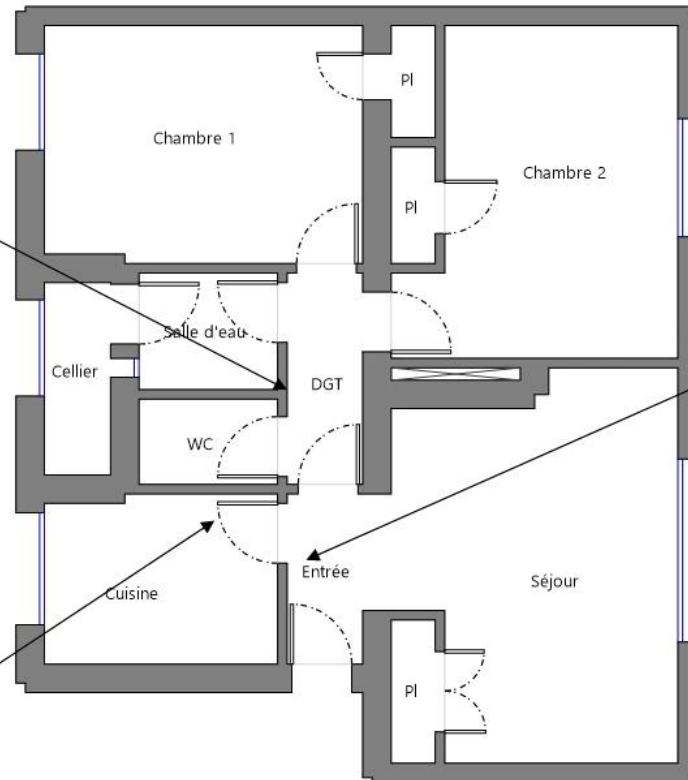 Pl
Chambre 1
Chambre 2
Pl
Salle d'eau
Cellier
DGT
WC
Entrée
Séjour
Cuisine
Pl